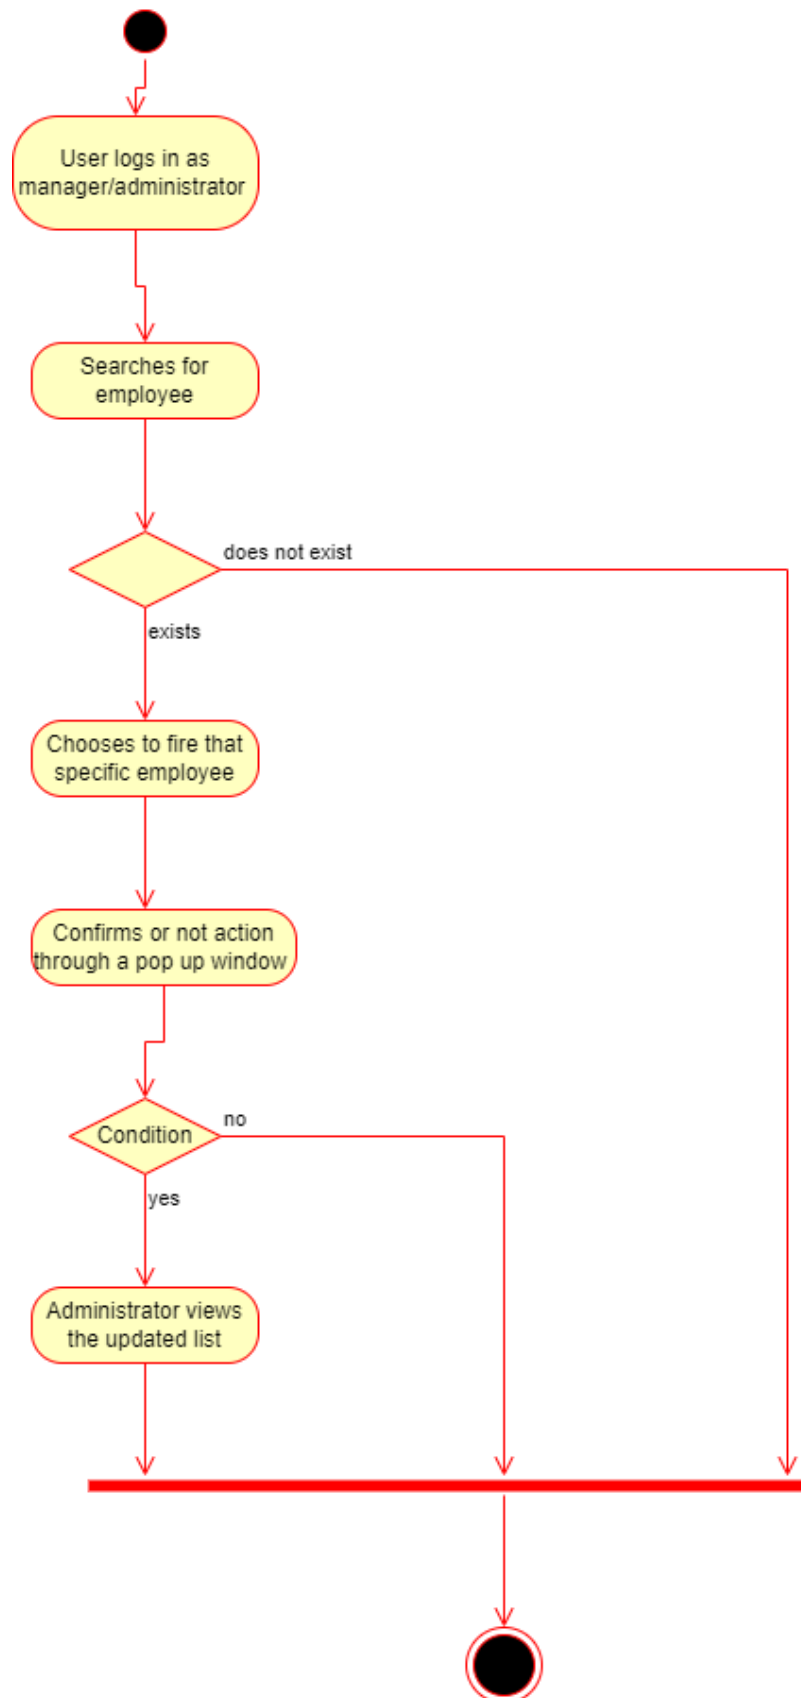 User logs in as
manager/administrator
Searches for
employee
does not exist
exists
Chooses to fire that
specific employee
Confirms or not action
through a pop up window
Condition
no
yes
Administrator views
the updated list